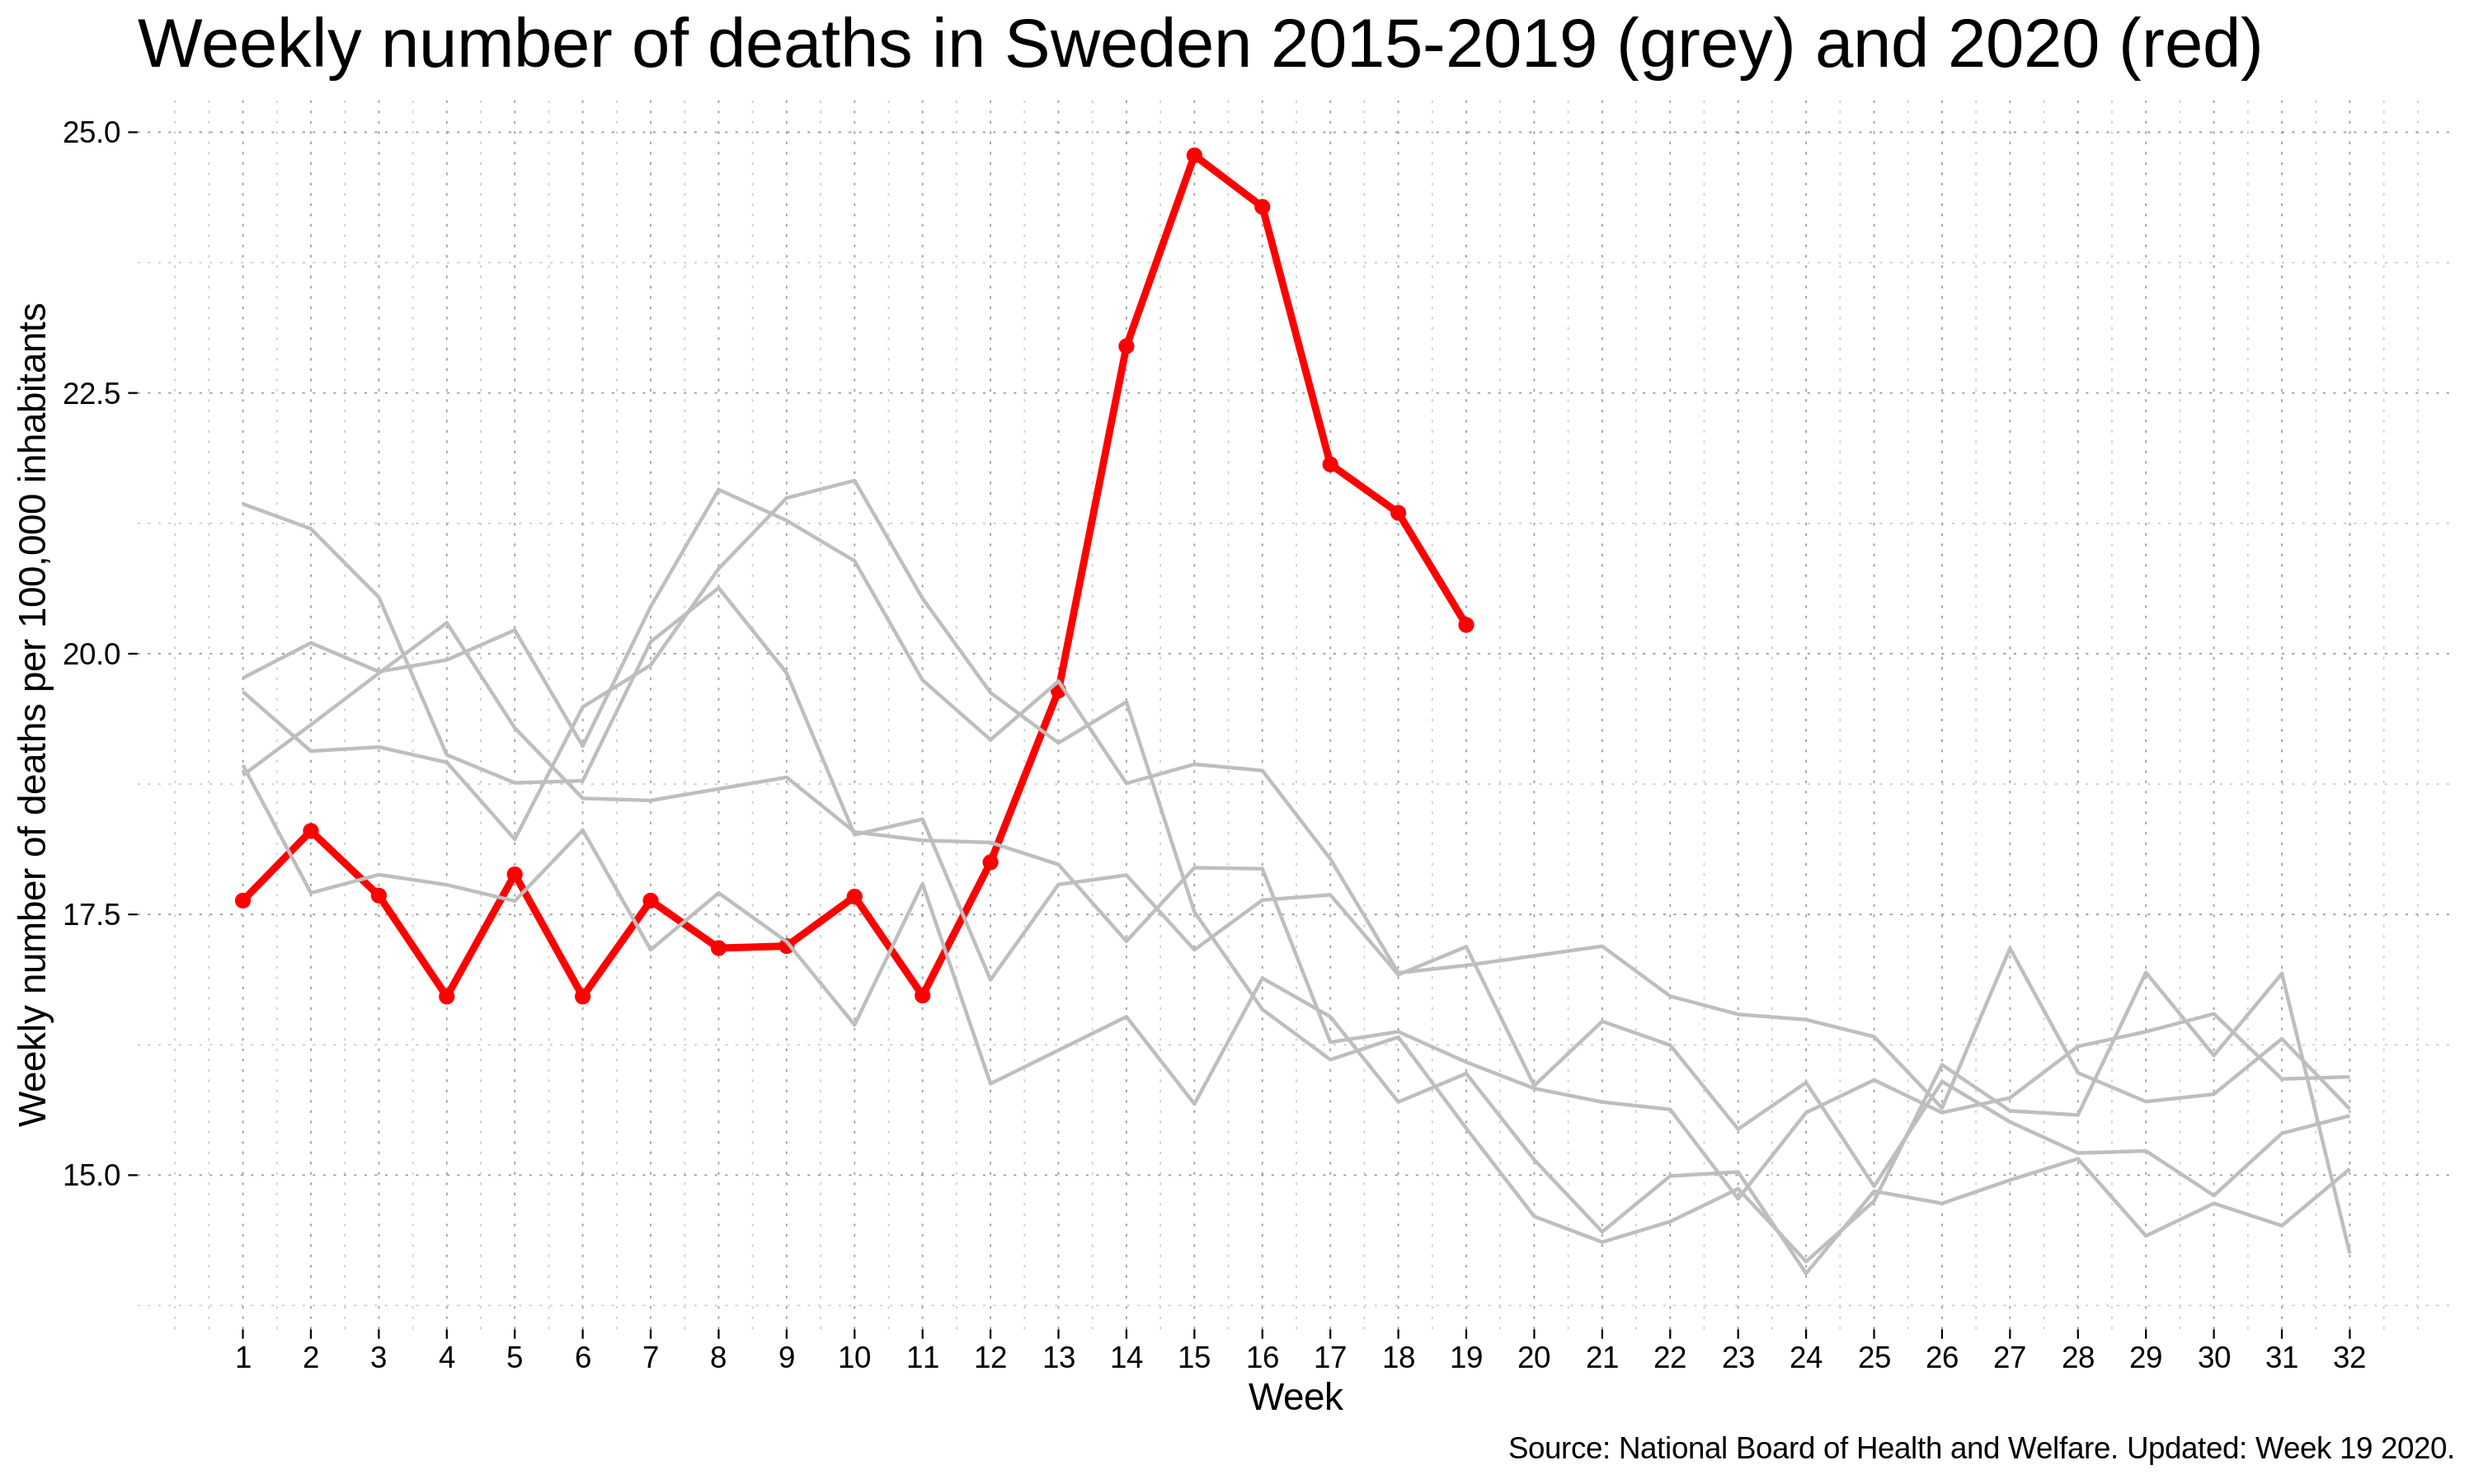 Weekly number of deaths in Sweden 2015-2019 (grey) and 2020 (red)
Weekly number of deaths per 100,000 inhabitants
25.0
22.5
20.0
17.5
15.0
1 2 3 4 5 6 7 8 9 10 11 12 13 14 15 16 17 18 19 20 21 22 23 24 25 26 27 28 29 30 31 32
Week
Source: National Board of Health and Welfare. Updated: Week 19 2020.